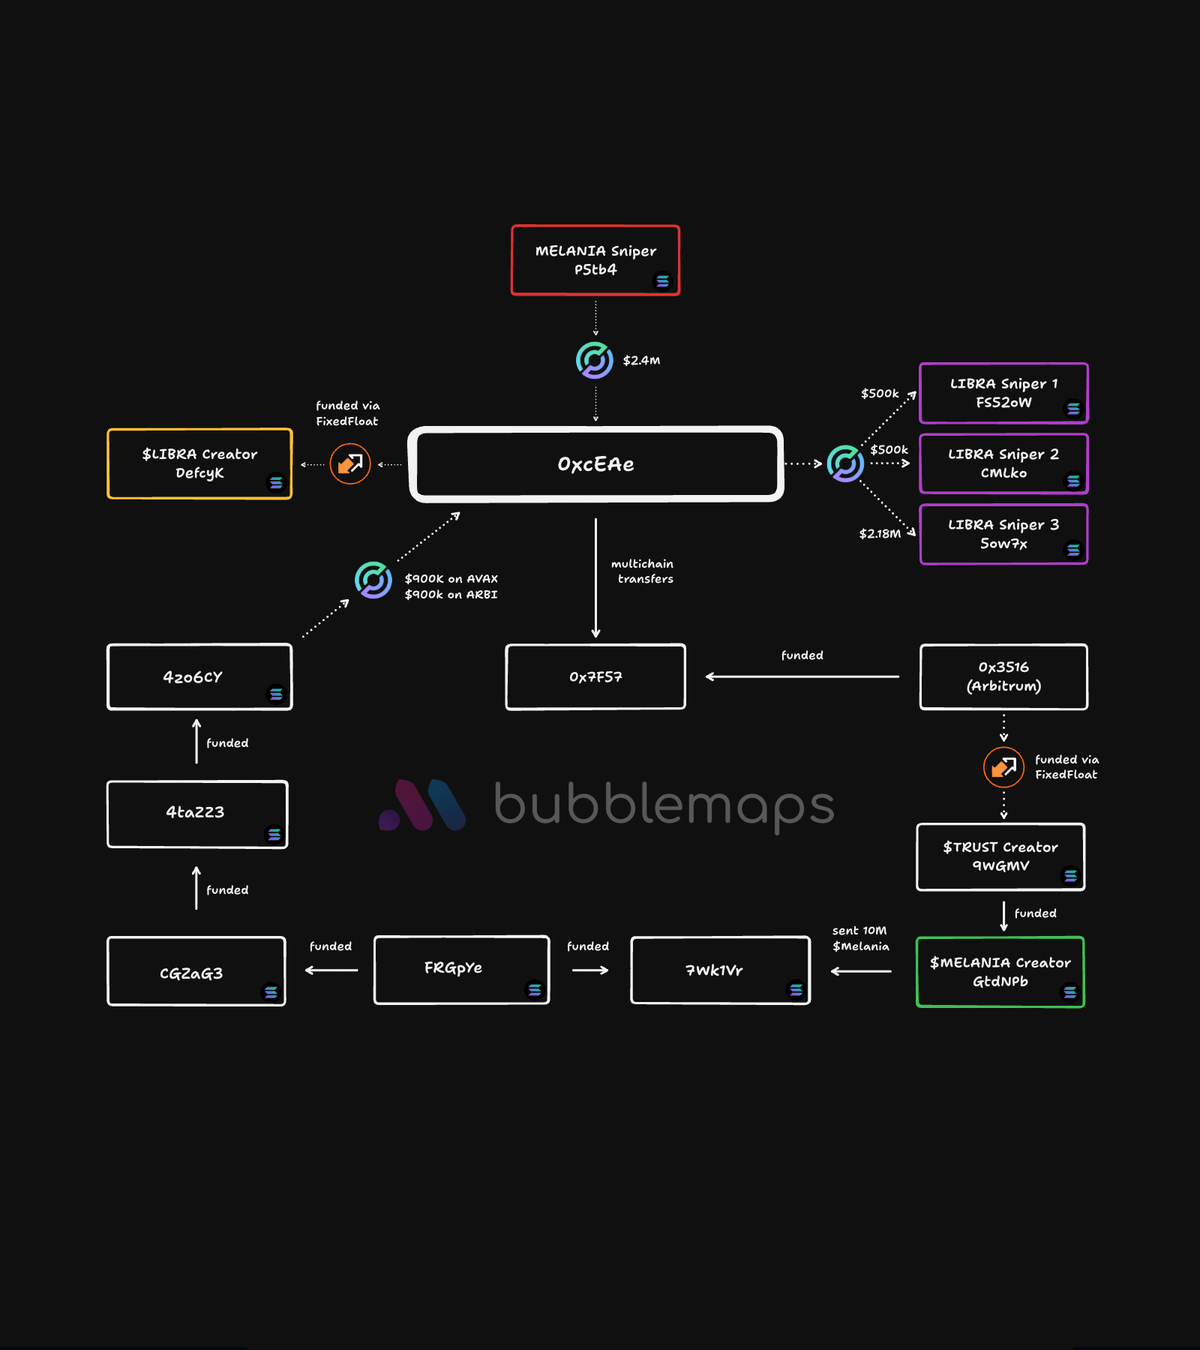 MELANIA Sniper
P5tb4
$2.4m
LIBRA Sniper 1
FS52oW
$500k
funded via
FixedFloat
$LIBRA Creator
DefcyK
0xcEAe
$500k
LIBRA Sniper 2
CMLko
$2.18M
LIBRA Sniper 3
5ow7x
multichain
transfers
$900K on AVAX
$900k on ARBI
4zo6CY
0x7F57
funded
0x3516
(Arbitrum)
funded
funded via
FixedFloat
4taZZ3
bubblemaps
$TRUST Creator
9WGMV
funded
funded
CGZaG3
funded
FRGpYe
funded
7Wk1Vr
sent 10M
$Melania
$MELANIA Creator
GtdNPb